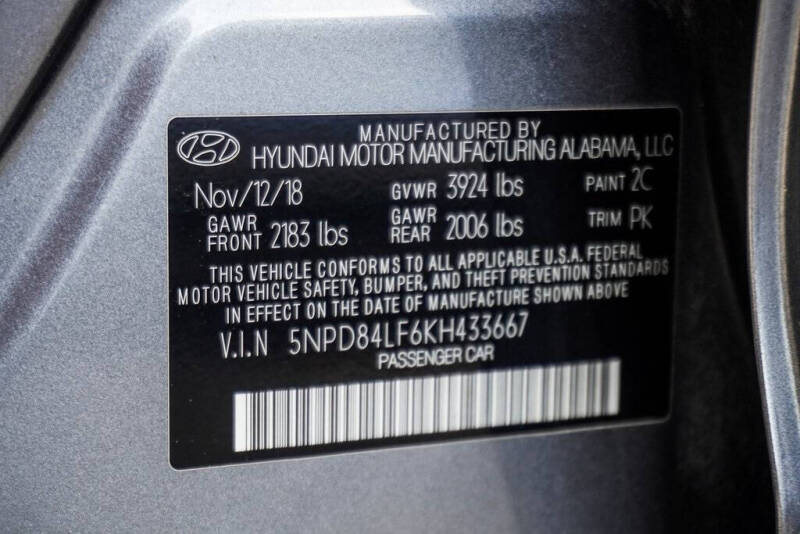 MANUFACTURED BY
HYUNDAI MOTOR MANUFACTURING ALABAMA, LLC
Nov/12/18 GVWR 3924 lbs PAINT 2C
GAWR FRONT 2183 lbs GAWR REAR 2006 lbs TRIM PK
THIS VEHICLE CONFORMS TO ALL APPLICABLE U.S.A. FEDERAL
MOTOR VEHICLE SAFETY, BUMPER, AND THEFT PREVENTION STANDARDS
IN EFFECT ON THE DATE OF MANUFACTURE SHOWN ABOVE
V.I.N 5NPD84LF6KH433667
PASSENGER CAR